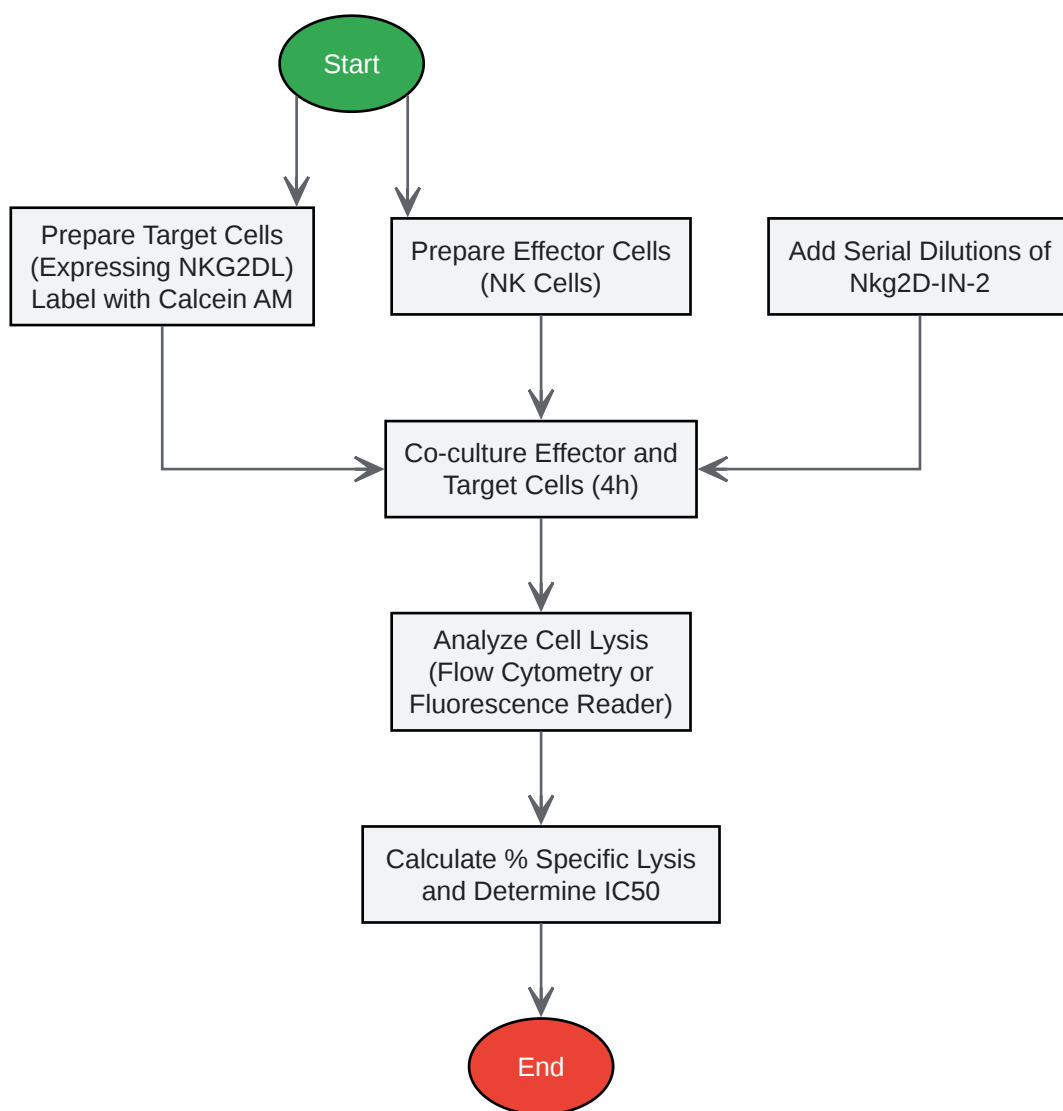 Start
Prepare Target Cells
(Expressing NKG2DL)
Label with Calcein AM
Prepare Effector Cells
(NK Cells)
Add Serial Dilutions of
Nkg2D-IN-2
Co-culture Effector and
Target Cells (4h)
Analyze Cell Lysis
(Flow Cytometry or
Fluorescence Reader)
Calculate % Specific Lysis
and Determine IC50
End